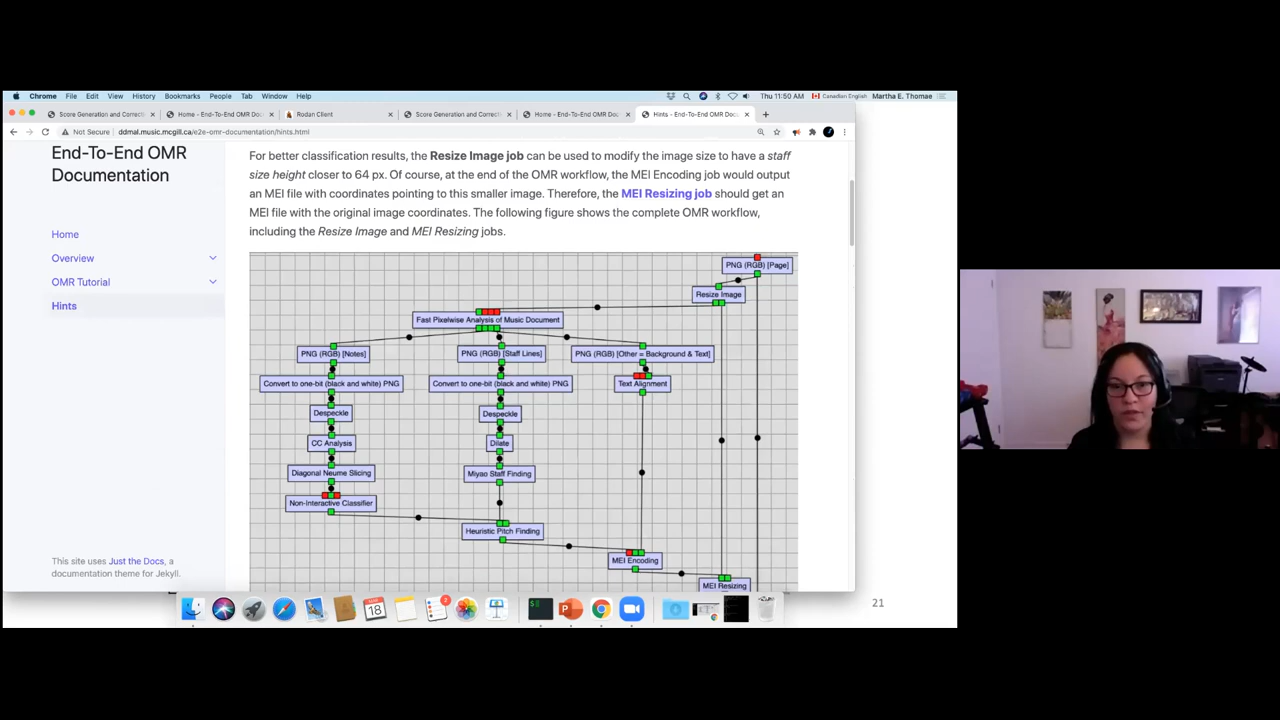 Chrome File Edit View History Bookmarks People Tab Window Help Thu 11:50 AM Canadian English Martha E. Thomae
Score Generation and Correcti Home - End-To-End OMR Doc Rodan Client Score Generation and Correcti Home - End-To-End OMR Docu Hints - End-To-End OMR Docu
Not Secure ddmal.music.mcgill.ca/e2e-omr-documentation/hints.html
End-To-End OMR
Documentation
Home
Overview
OMR Tutorial
Hints
This site uses Just the Docs, a
documentation theme for Jekyll.
For better classification results, the Resize Image job can be used to modify the image size to have a staff
size height closer to 64 px. Of course, at the end of the OMR workflow, the MEI Encoding job would output
an MEI file with coordinates pointing to this smaller image. Therefore, the MEI Resizing job should get an
MEI file with the original image coordinates. The following figure shows the complete OMR workflow,
including the Resize Image and MEI Resizing jobs.
PNG (RGB) [Page]
Resize Image
Fast Pixelwise Analysis of Music Document
PNG (RGB) [Notes] PNG (RGB) [Staff Lines] PNG (RGB) [Other = Background & Text]
Convert to one-bit (black and white) PNG Convert to one-bit (black and white) PNG Text Alignment
Despeckle Despeckle
CC Analysis Dilate
Diagonal Neume Slicing Miyao Staff Finding
Non-Interactive Classifier
Heuristic Pitch Finding
MEI Encoding
MEI Resizing
18
21